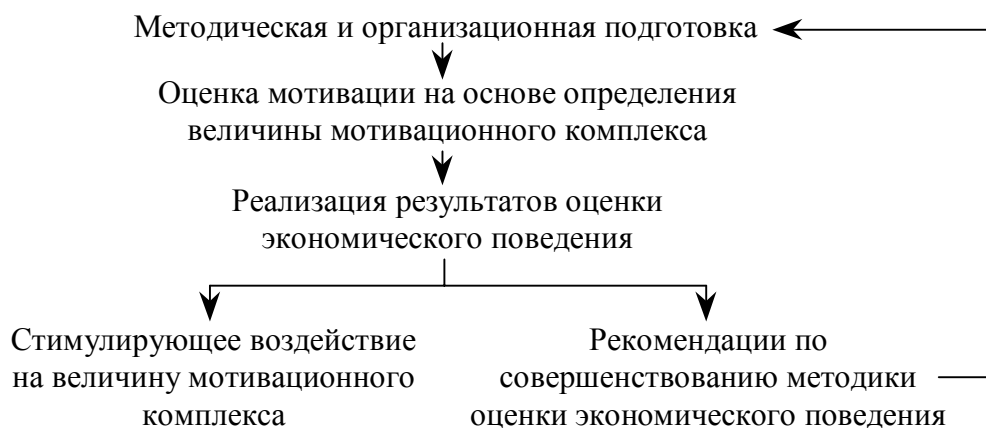 Методическая и организационная подготовка
Оценка мотивации на основе определения
величины мотивационного комплекса
Реализация результатов оценки
экономического поведения
Стимулирующее воздействие
на величину мотивационного
комплекса
Рекомендации по
совершенствованию методики
оценки экономического поведения